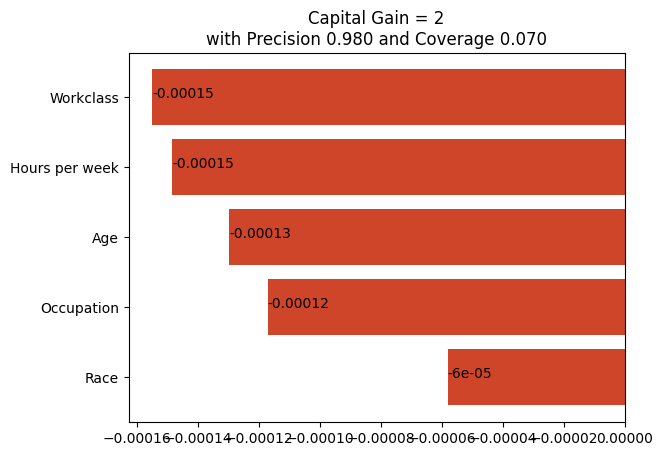 Capital Gain = 2
with Precision 0.980 and Coverage 0.070
Workclass
-0.00015
Hours per week
-0.00015
Age
-0.00013
Occupation
-0.00012
Race
-6e-05
−0.00016 −0.00014 −0.00012 −0.00010 −0.00008 −0.00006 −0.00004 −0.00002 0.00000